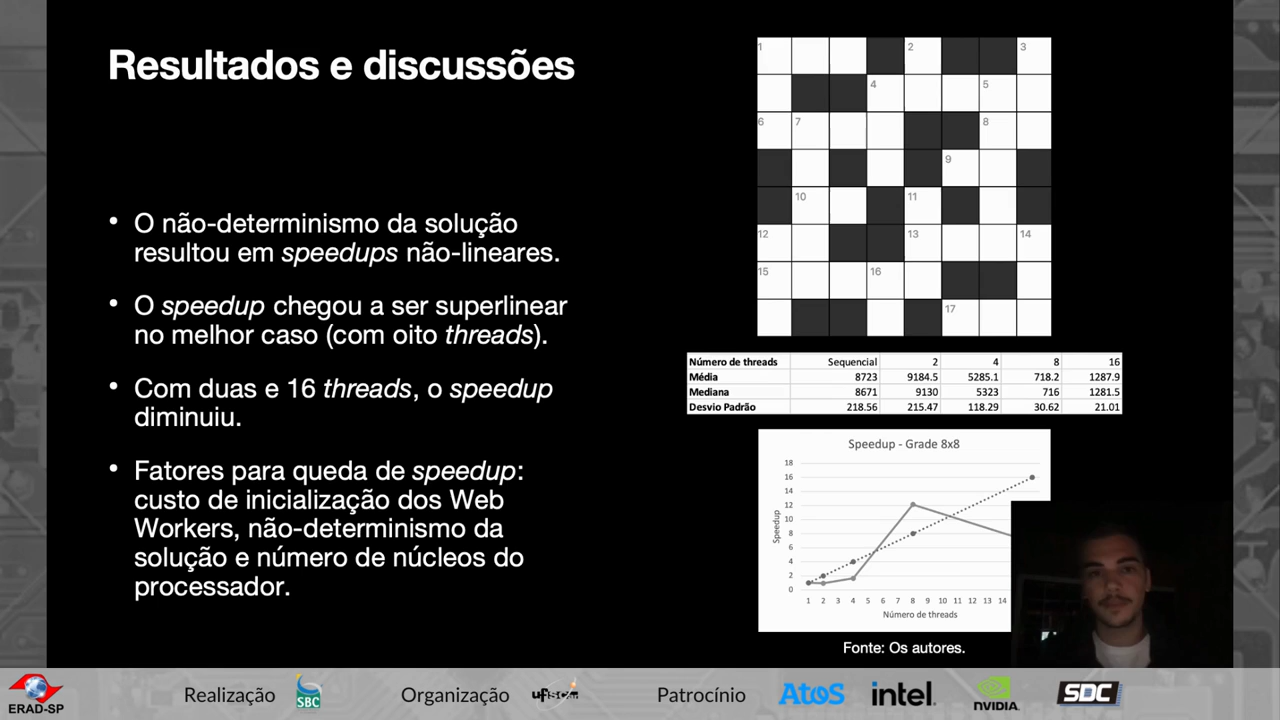 Resultados e discussões
• O não-determinismo da solução
resultou em speedups não-lineares.
• O speedup chegou a ser superlinear
no melhor caso (com oito threads).
• Com duas e 16 threads, o speedup
diminuiu.
• Fatores para queda de speedup:
custo de inicialização dos Web
Workers, não-determinismo da
solução e número de núcleos do
processador.
1 2 3
4 5
6 7 8
9
10 11
12 13 14
15 16
17
Número de threads Sequencial 2 4 8 16
Média 8723 9184.5 5285.1 718.2 1287.9
Mediana 8671 9130 5323 716 1281.5
Desvio Padrão 218.56 215.47 118.29 30.62 21.01
Speedup - Grade 8x8
18
16
14
12
10
8
6
4
2
0
Speedup
1 2 3 4 5 6 7 8 9 10 11 12 13 14
Número de threads
Fonte: Os autores.
ERAD-SP
Realização
SBC
Organização
ufscar
Patrocínio
Atos
intel.
NVIDIA
SDC